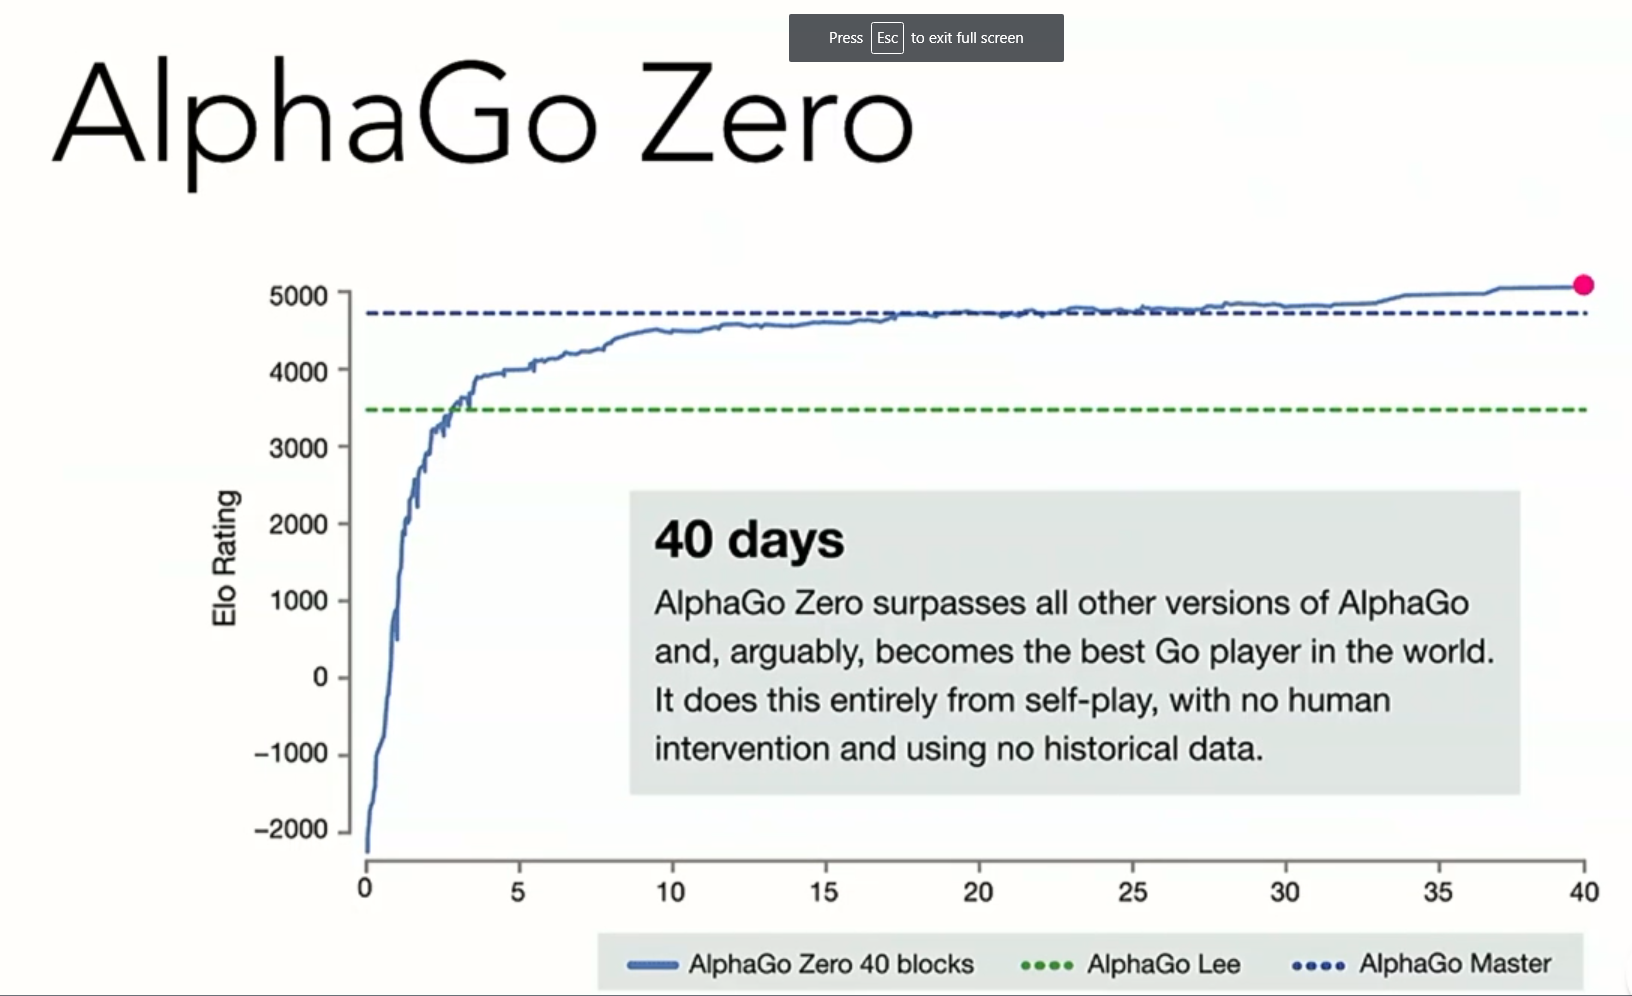 Press Esc to exit full screen
AlphaGo Zero
5000
4000
3000
2000
1000
0
−1000
−2000
Elo Rating
40 days
AlphaGo Zero surpasses all other versions of AlphaGo
and, arguably, becomes the best Go player in the world.
It does this entirely from self-play, with no human
intervention and using no historical data.
0 5 10 15 20 25 30 35 40
AlphaGo Zero 40 blocks AlphaGo Lee AlphaGo Master